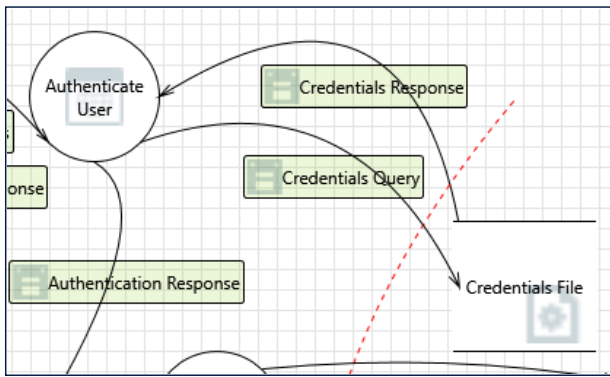 Authenticate
User
Credentials Response
s
Credentials Query
onse
Authentication Response
Credentials File